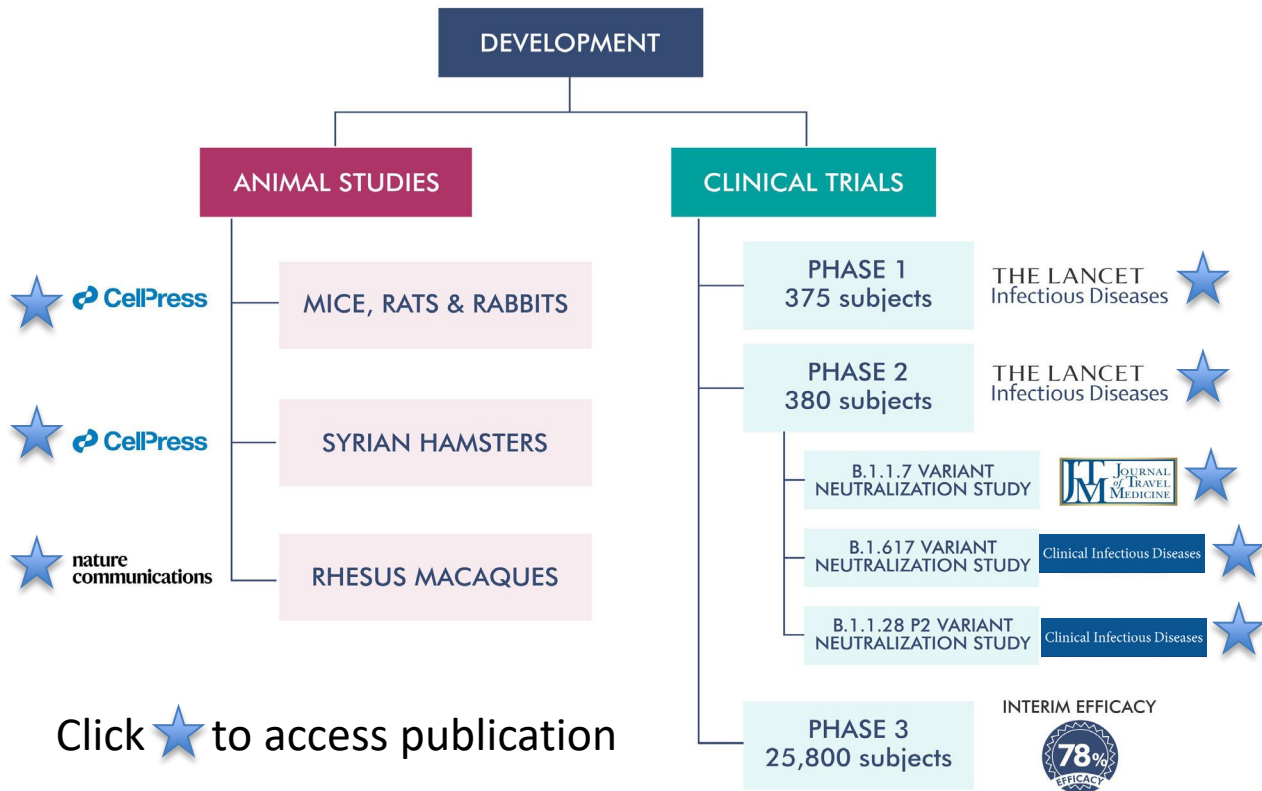 DEVELOPMENT
ANIMAL STUDIES
CellPress
MICE, RATS & RABBITS
CellPress
SYRIAN HAMSTERS
nature
communications
RHESUS MACAQUES
CLINICAL TRIALS
PHASE 1
375 subjects
THE LANCET
Infectious Diseases
PHASE 2
380 subjects
THE LANCET
Infectious Diseases
B.1.1.7 VARIANT
NEUTRALIZATION STUDY
JTM
JOURNAL
of TRAVEL
MEDICINE
B.1.617 VARIANT
NEUTRALIZATION STUDY
Clinical Infectious Diseases
B.1.1.28 P2 VARIANT
NEUTRALIZATION STUDY
Clinical Infectious Diseases
PHASE 3
25,800 subjects
INTERIM EFFICACY
78%
EFFICACY
Click to access publication